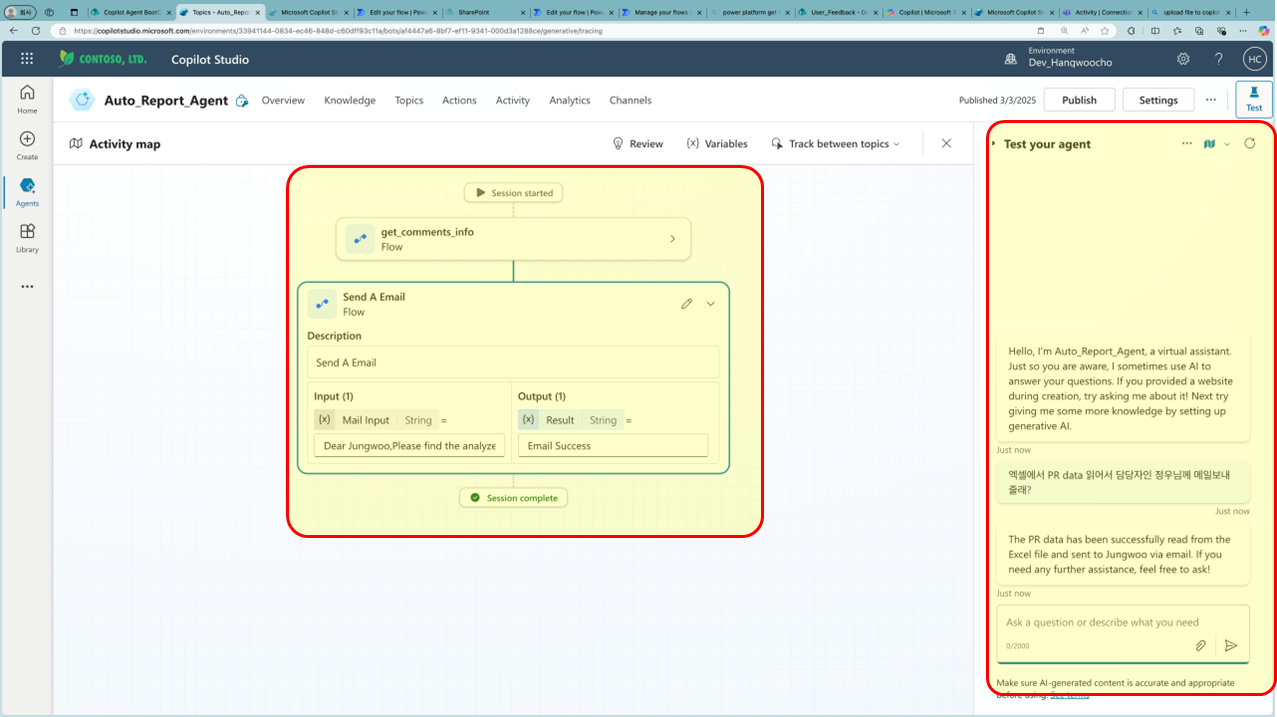 회사
Copilot Agent BootC
Topics - Auto_Repor
Microsoft Copilot St
Edit your flow | Pow
SharePoint
Edit your flow | Pow
Manage your flows |
power platform get
User_Feedback - G
Copilot | Microsoft
Microsoft Copilot St
Activity | Connection
upload file to copilot
https://copilotstudio.microsoft.com/environments/33941144-0834-ec46-848d-c60dff93c11a/bots/af4447a6-8bf7-ef11-9341-000d3a1288ce/generative/tracing
CONTOSO, LTD.
Copilot Studio
Environment
Dev_Hangwoocho
HC
Home
Create
Agents
Library
Auto_Report_Agent
Overview
Knowledge
Topics
Actions
Activity
Analytics
Channels
Published 3/3/2025
Publish
Settings
Test
Activity map
Review
{x} Variables
Track between topics
Session started
get_comments_info
Flow
Send A Email
Flow
Description
Send A Email
Input (1)
{x} Mail Input String =
Dear Jungwoo,Please find the analyze
Output (1)
{x} Result String =
Email Success
Session complete
Test your agent
Hello, I'm Auto_Report_Agent, a virtual assistant.
Just so you are aware, I sometimes use AI to
answer your questions. If you provided a website
during creation, try asking me about it! Next try
giving me some more knowledge by setting up
generative AI.
Just now
엑셀에서 PR data 읽어서 담당자인 정우님께 메일보내
줄래?
Just now
The PR data has been successfully read from the
Excel file and sent to Jungwoo via email. If you
need any further assistance, feel free to ask!
Just now
Ask a question or describe what you need
0/2000
Make sure AI-generated content is accurate and appropriate
before using. See terms